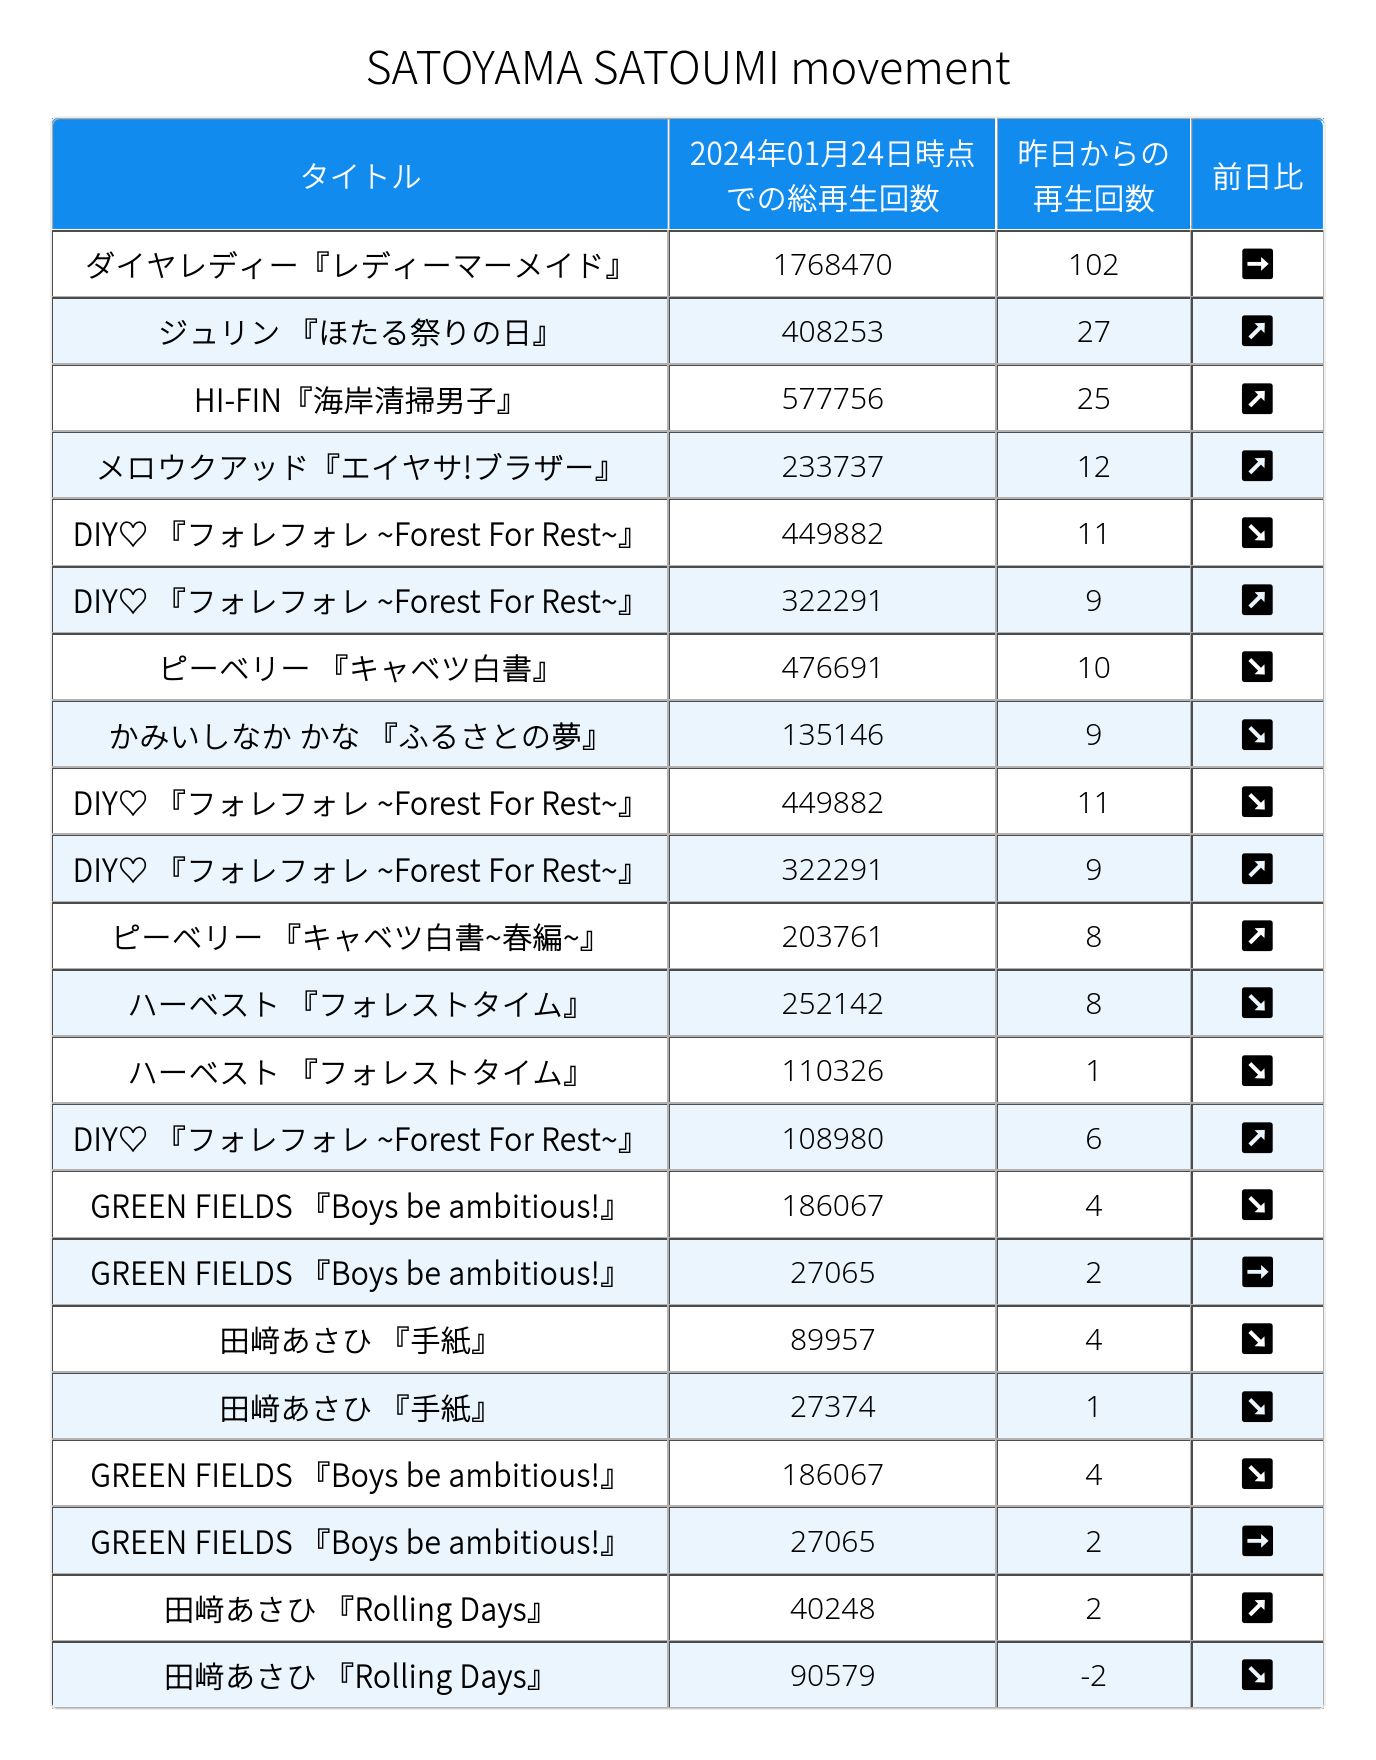 SATOYAMA SATOUMI movement
タイトル 2024年01月24日時点での総再生回数 昨日からの再生回数 前日比
ダイヤレディー『レディーマーメイド』 1768470 102 ➡
ジュリン 『ほたる祭りの日』 408253 27 ↗
HI-FIN『海岸清掃男子』 577756 25 ↗
メロウクアッド『エイヤサ!ブラザー』 233737 12 ↗
DIY♡ 『フォレフォレ ~Forest For Rest~』 449882 11 ↘
DIY♡ 『フォレフォレ ~Forest For Rest~』 322291 9 ↗
ピーベリー 『キャベツ白書』 476691 10 ↘
かみいしなか かな 『ふるさとの夢』 135146 9 ↘
DIY♡ 『フォレフォレ ~Forest For Rest~』 449882 11 ↘
DIY♡ 『フォレフォレ ~Forest For Rest~』 322291 9 ↗
ピーベリー 『キャベツ白書~春編~』 203761 8 ↗
ハーベスト 『フォレストタイム』 252142 8 ↘
ハーベスト 『フォレストタイム』 110326 1 ↘
DIY♡ 『フォレフォレ ~Forest For Rest~』 108980 6 ↗
GREEN FIELDS 『Boys be ambitious!』 186067 4 ↘
GREEN FIELDS 『Boys be ambitious!』 27065 2 ➡
田﨑あさひ 『手紙』 89957 4 ↘
田﨑あさひ 『手紙』 27374 1 ↘
GREEN FIELDS 『Boys be ambitious!』 186067 4 ↘
GREEN FIELDS 『Boys be ambitious!』 27065 2 ➡
田﨑あさひ 『Rolling Days』 40248 2 ↗
田﨑あさひ 『Rolling Days』 90579 -2 ↘